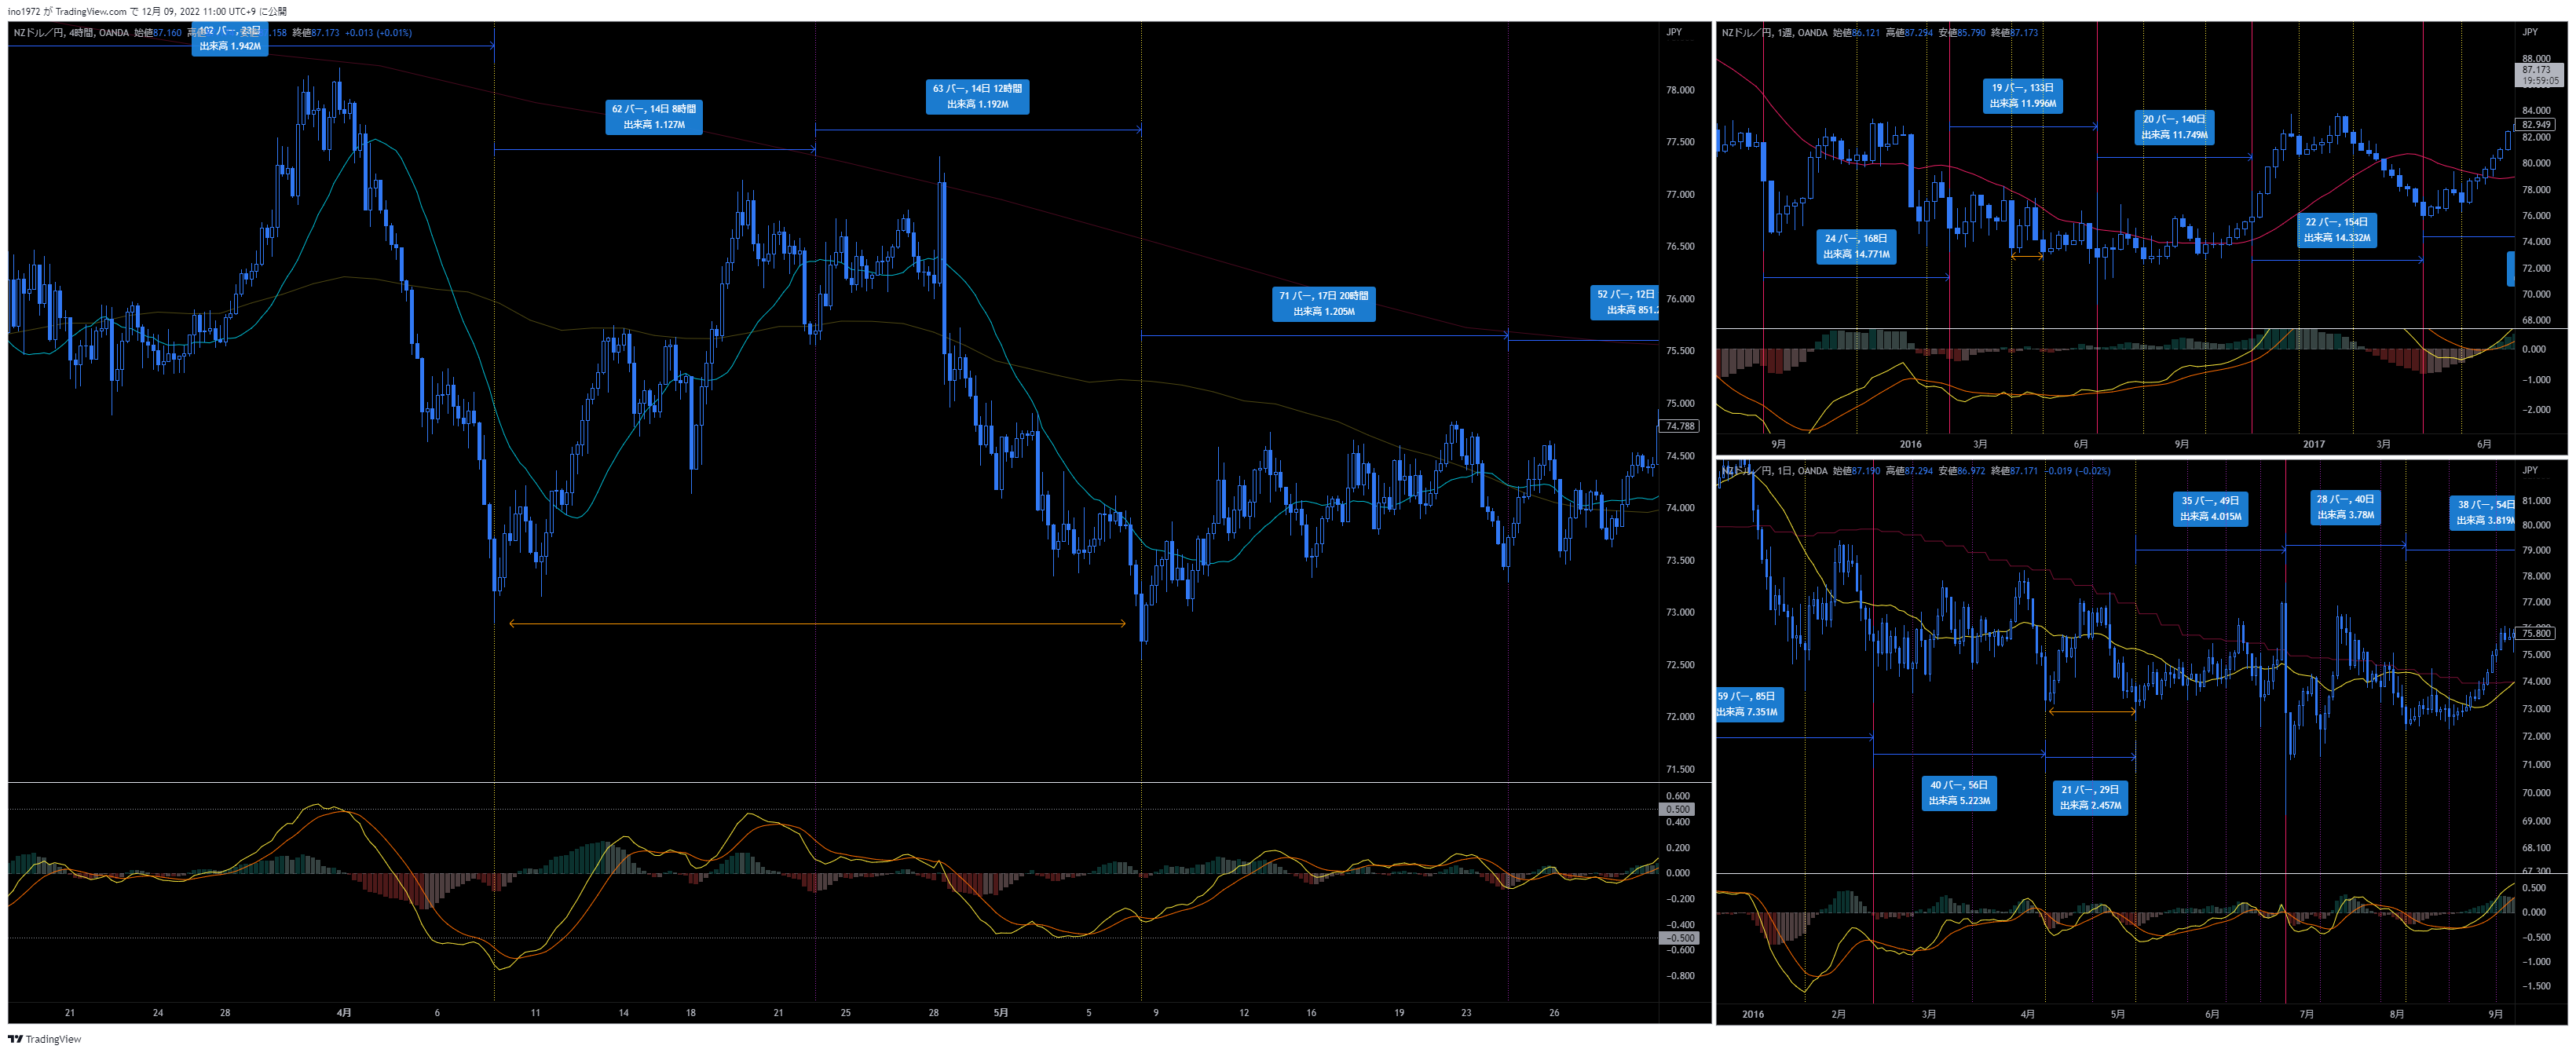 ino1972 が TradingView.com で 12月 09, 2022 11:00 UTC+9 に公開
NZドル／円, 4時間, OANDA 始値87.160 高値 .158 終値87.173 +0.013 (+0.01%)
JPY
出来高 1.942M
62 バー, 14日 8時間
出来高 1.127M
63 バー, 14日 12時間
出来高 1.192M
71 バー, 17日 20時間
出来高 1.205M
52 バー, 12日
出来高 851.2
78.000
77.500
77.000
76.500
76.000
75.500
75.000
74.788
74.500
74.000
73.500
73.000
72.500
72.000
71.500
0.600
0.500
0.400
0.200
0.000
−0.200
−0.400
−0.500
−0.600
−0.800
21
24
28
4月
6
11
14
18
21
25
28
5月
5
9
12
16
19
23
26
NZドル／円, 1週, OANDA 始値86.121 高値87.294 安値85.790 終値87.173
JPY
19 バー, 133日
出来高 11.996M
20 バー, 140日
出来高 11.749M
24 バー, 168日
出来高 14.771M
22 バー, 154日
出来高 14.332M
88.000
87.173
19:59:05
84.000
82.949
82.000
80.000
78.000
76.000
74.000
72.000
70.000
68.000
0.000
−1.000
−2.000
9月
2016
3月
6月
9月
2017
3月
6月
NZドル／円, 1日, OANDA 始値87.190 高値87.294 安値86.972 終値87.171 −0.019 (−0.02%)
JPY
35 バー, 49日
出来高 4.015M
28 バー, 40日
出来高 3.78M
38 バー, 54日
出来高 3.819M
59 バー, 85日
出来高 7.351M
40 バー, 56日
出来高 5.223M
21 バー, 29日
出来高 2.457M
81.000
80.000
79.000
78.000
77.000
76.000
75.800
75.000
74.000
73.000
72.000
71.000
70.000
69.000
68.100
67.300
0.500
0.000
−0.500
−1.000
−1.500
2016
2月
3月
4月
5月
6月
7月
8月
9月
TradingView